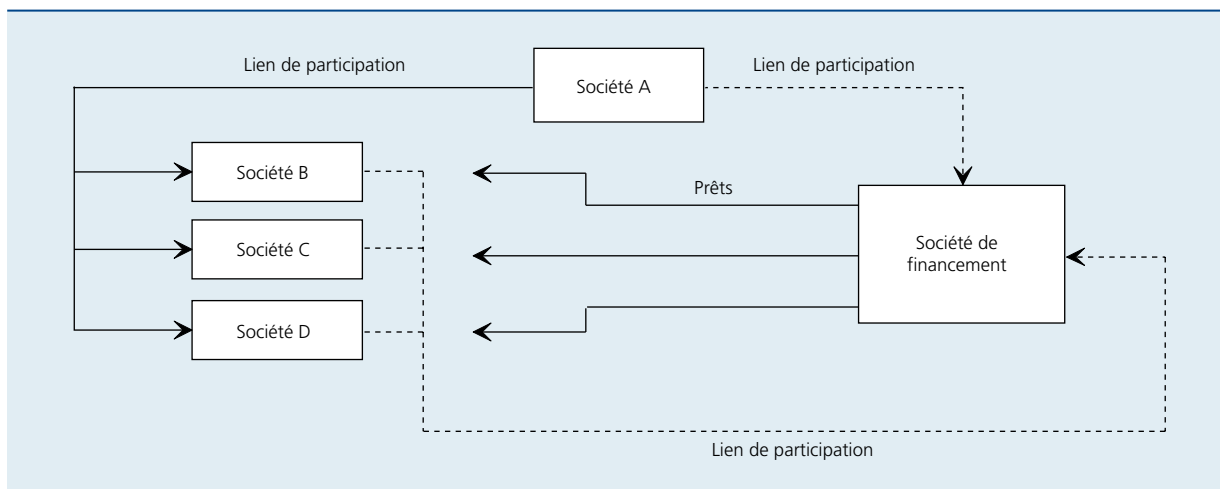 Lien de participation
Société A
Lien de participation
Société B
Prêts
Société C
Société de
financement
Société D
Lien de participation